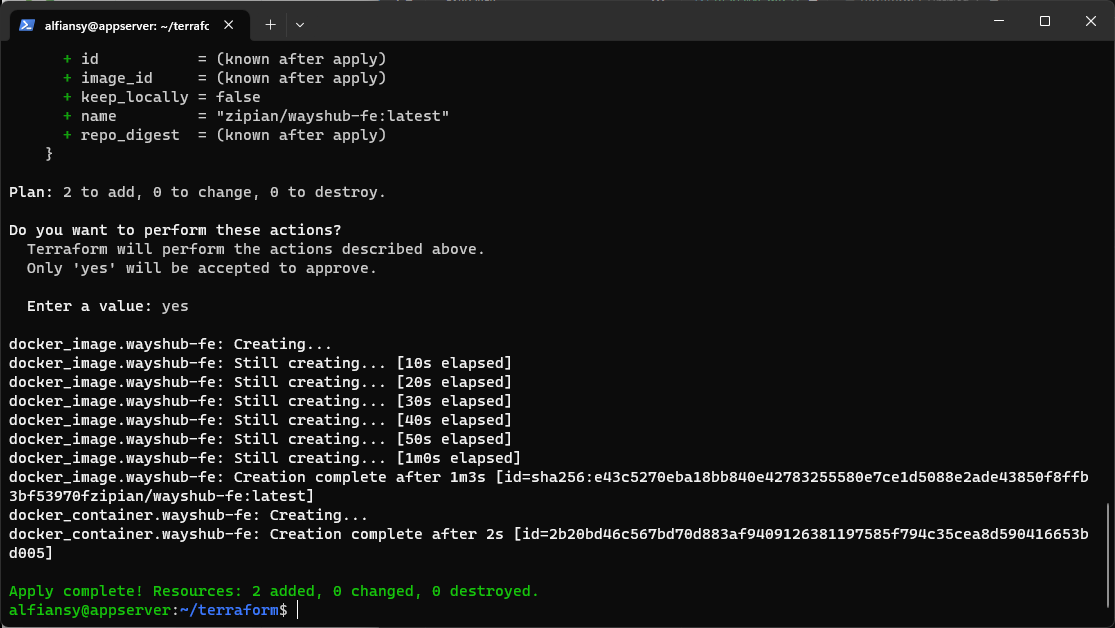 alfiansy@appserver: ~/terrafc
+ id = (known after apply)
+ image_id = (known after apply)
+ keep_locally = false
+ name = "zipian/wayshub-fe:latest"
+ repo_digest = (known after apply)
}
Plan: 2 to add, 0 to change, 0 to destroy.
Do you want to perform these actions?
Terraform will perform the actions described above.
Only 'yes' will be accepted to approve.
Enter a value: yes
docker_image.wayshub-fe: Creating...
docker_image.wayshub-fe: Still creating... [10s elapsed]
docker_image.wayshub-fe: Still creating... [20s elapsed]
docker_image.wayshub-fe: Still creating... [30s elapsed]
docker_image.wayshub-fe: Still creating... [40s elapsed]
docker_image.wayshub-fe: Still creating... [50s elapsed]
docker_image.wayshub-fe: Still creating... [1m0s elapsed]
docker_image.wayshub-fe: Creation complete after 1m3s [id=sha256:e43c5270eba18bb840e42783255580e7ce1d5088e2ade43850f8ffb
3bf53970fzipian/wayshub-fe:latest]
docker_container.wayshub-fe: Creating...
docker_container.wayshub-fe: Creation complete after 2s [id=2b20bd46c567bd70d883af9409126381197585f794c35cea8d590416653b
d005]
Apply complete! Resources: 2 added, 0 changed, 0 destroyed.
alfiansy@appserver:~/terraform$